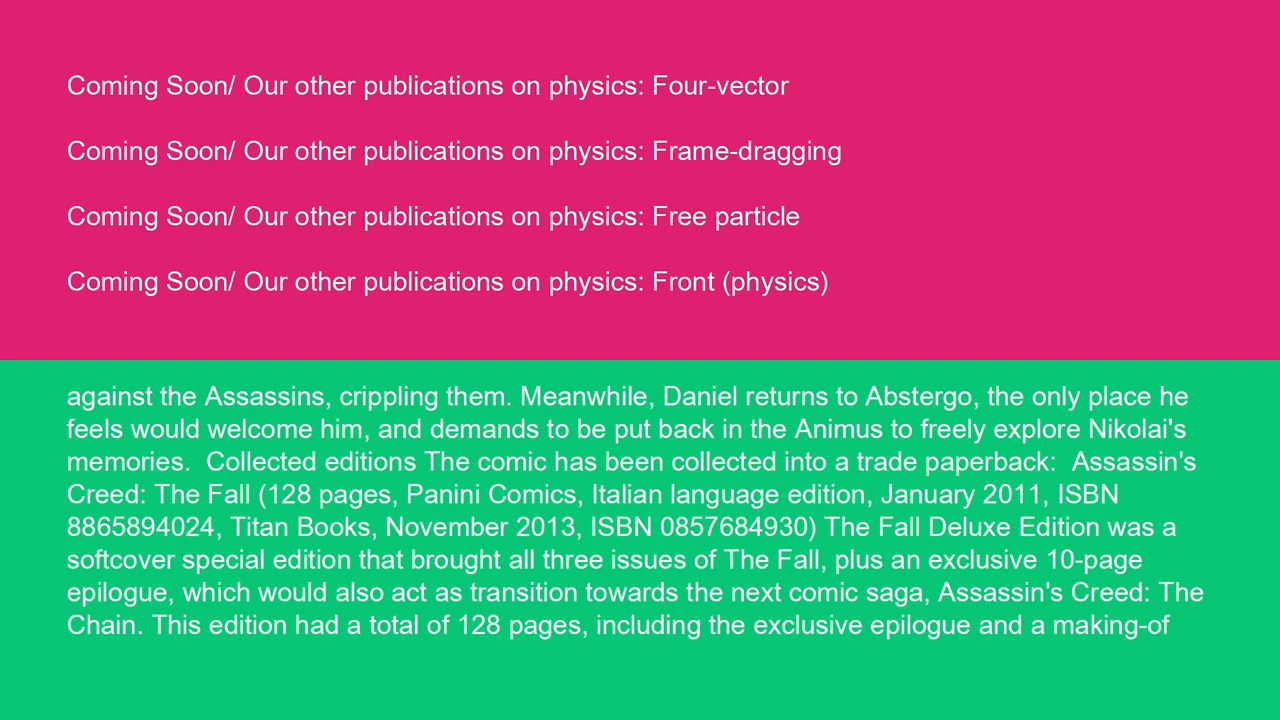 Coming Soon/ Our other publications on physics: Four-vector
Coming Soon/ Our other publications on physics: Frame-dragging
Coming Soon/ Our other publications on physics: Free particle
Coming Soon/ Our other publications on physics: Front (physics)
against the Assassins, crippling them. Meanwhile, Daniel returns to Abstergo, the only place he
feels would welcome him, and demands to be put back in the Animus to freely explore Nikolai's
memories.  Collected editions The comic has been collected into a trade paperback:  Assassin's
Creed: The Fall (128 pages, Panini Comics, Italian language edition, January 2011, ISBN
8865894024, Titan Books, November 2013, ISBN 0857684930) The Fall Deluxe Edition was a
softcover special edition that brought all three issues of The Fall, plus an exclusive 10-page
epilogue, which would also act as transition towards the next comic saga, Assassin's Creed: The
Chain. This edition had a total of 128 pages, including the exclusive epilogue and a making-of